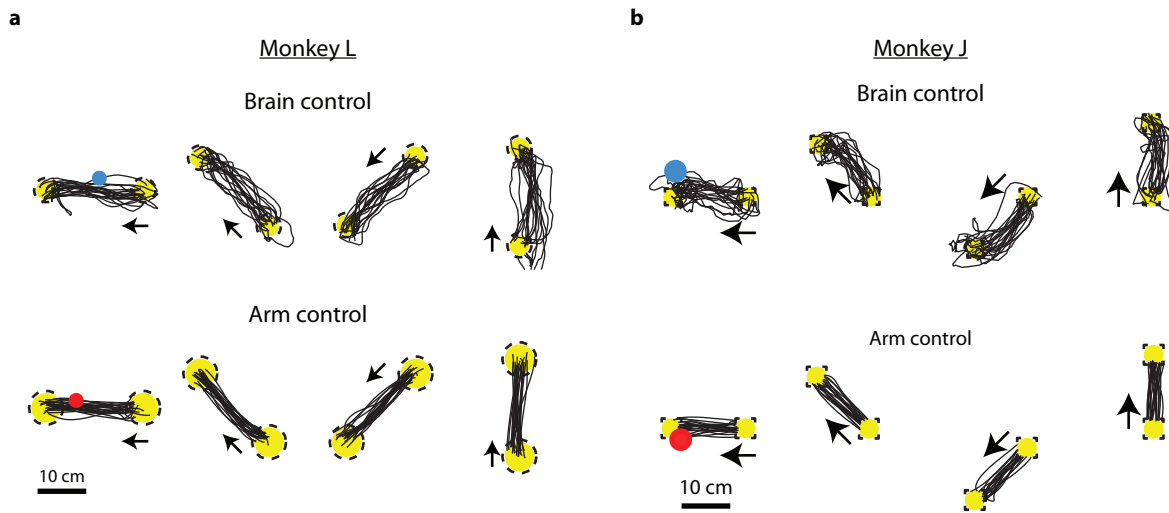 a
Monkey L
Brain control
Arm control
10 cm
b
Monkey J
Brain control
Arm control
10 cm